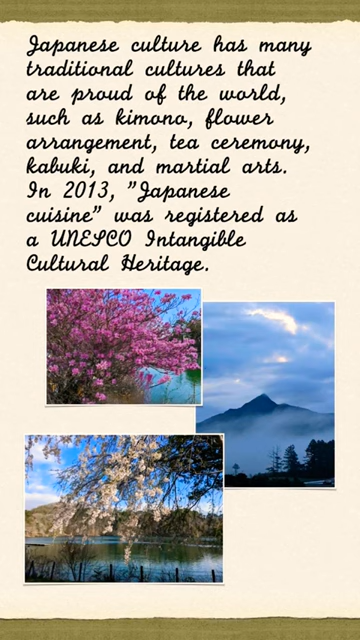 Japanese culture has many
traditional cultures that
are proud of the world,
such as kimono, flower
arrangement, tea ceremony,
kabuki, and martial arts.
In 2013, "Japanese
cuisine" was registered as
a UNESCO Intangible
Cultural Heritage.